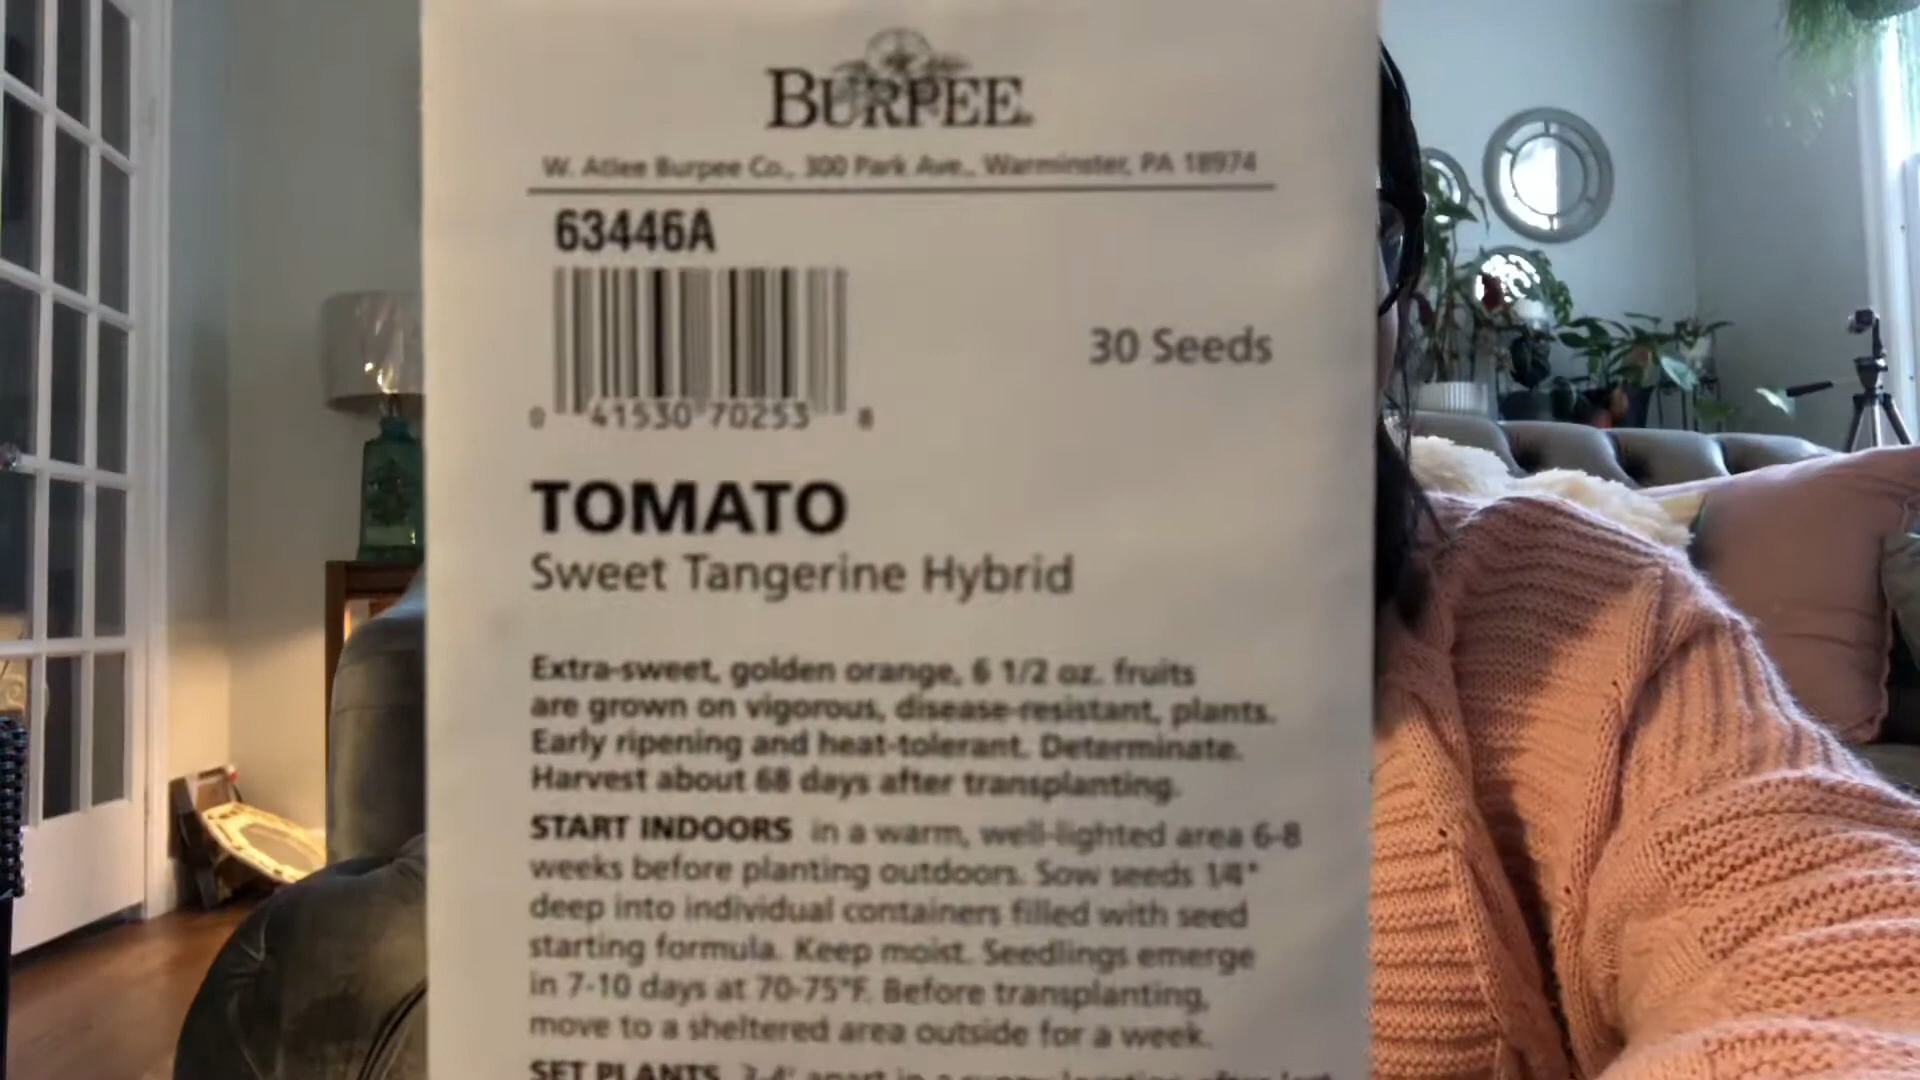 BURPEE
W. Atlee Burpee Co., 300 Park Ave., Warminster, PA 18974
63446A
30 Seeds
0 41530 70253 8
TOMATO
Sweet Tangerine Hybrid
Extra-sweet, golden orange, 6 1/2 oz. fruits
are grown on vigorous, disease-resistant, plants.
Early ripening and heat-tolerant. Determinate.
Harvest about 68 days after transplanting.
START INDOORS in a warm, well-lighted area 6-8
weeks before planting outdoors. Sow seeds 1/4"
deep into individual containers filled with seed
starting formula. Keep moist. Seedlings emerge
in 7-10 days at 70-75°F. Before transplanting,
move to a sheltered area outside for a week.
SET PLANTS 3-4' apart in a sunny location after last